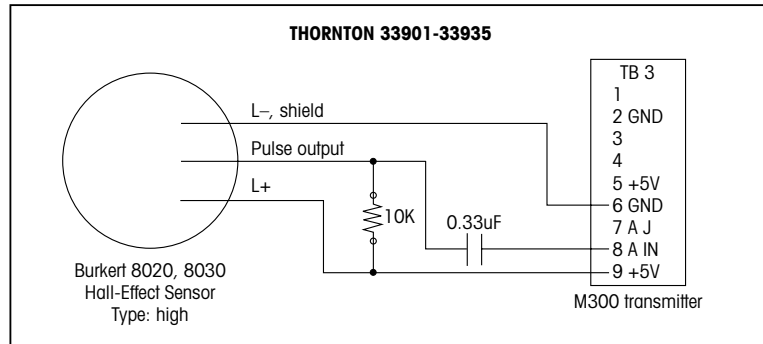 THORNTON 33901-33935
TB 3
1
2 GND
3
4
5 +5V
6 GND
7 A J
8 A IN
9 +5V
M300 transmitter
L–, shield
Pulse output
L+
10K
0.33uF
Burkert 8020, 8030
Hall-Effect Sensor
Type: high